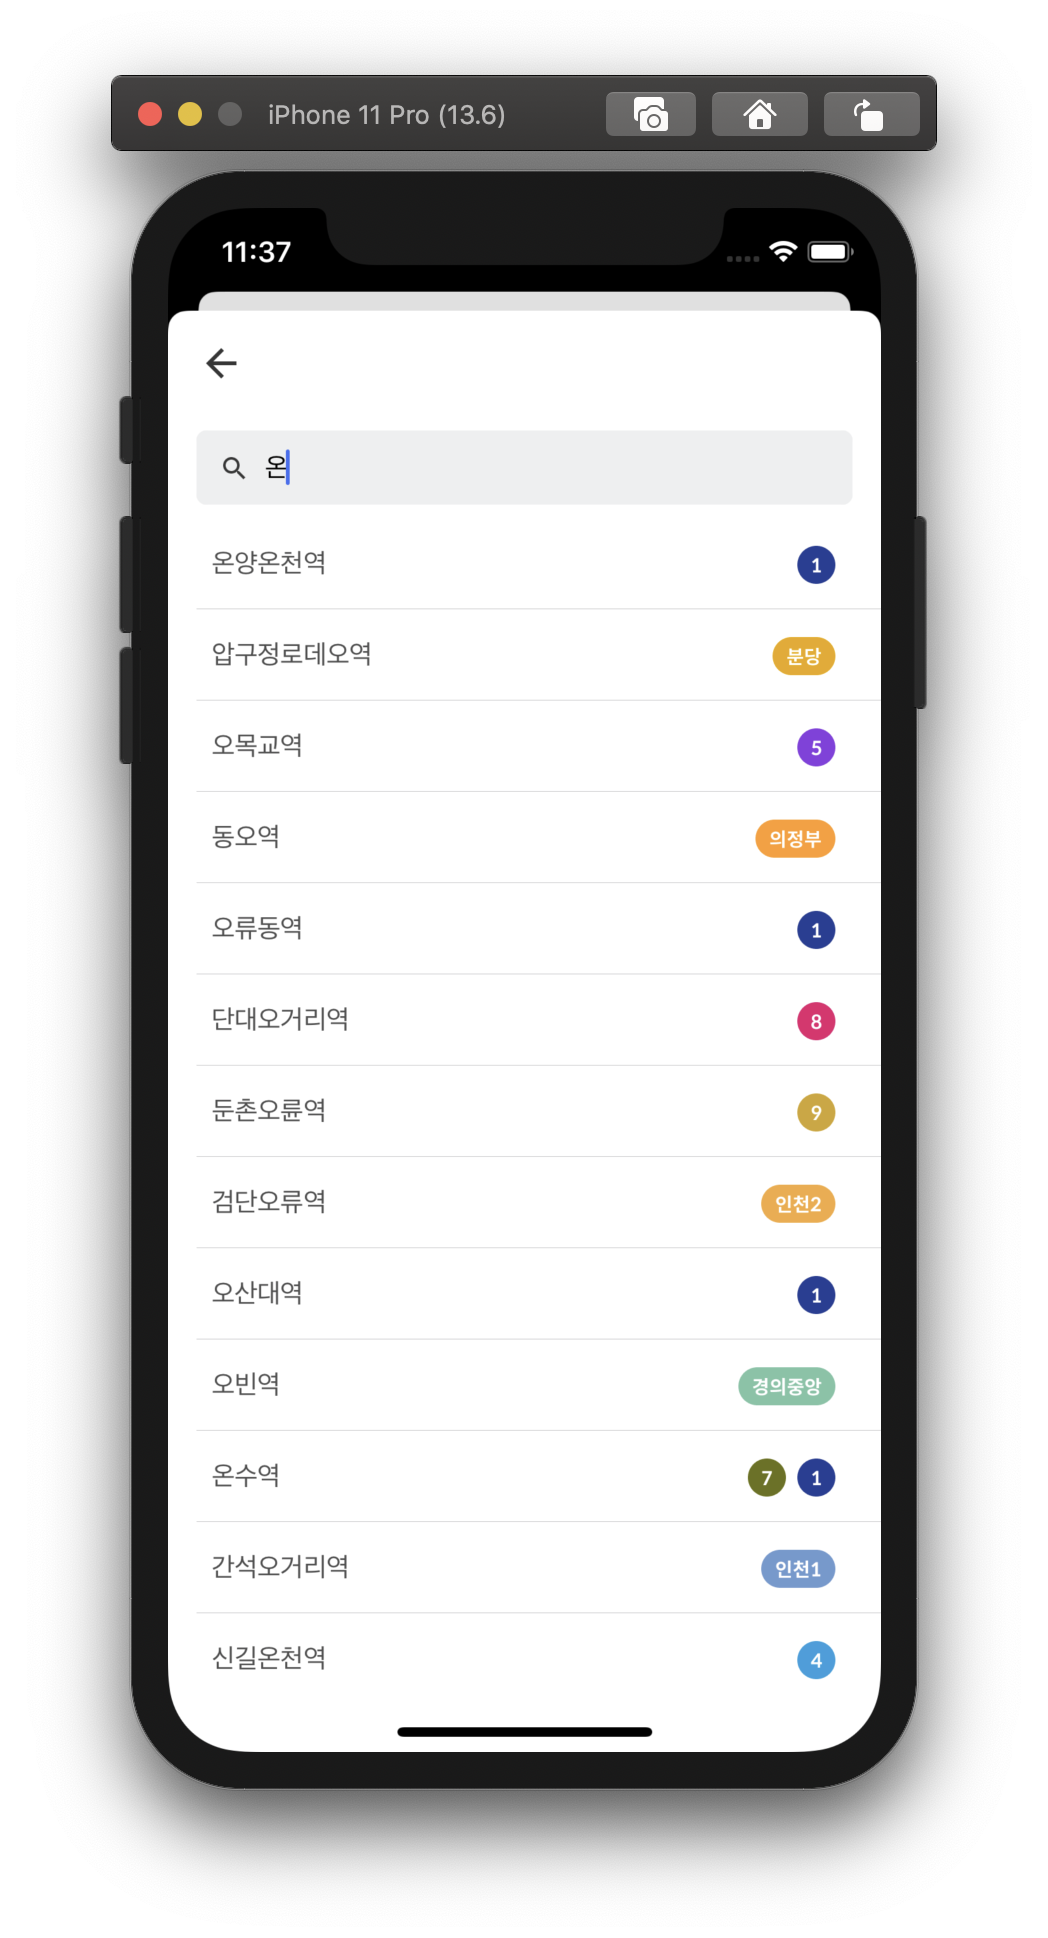 iPhone 11 Pro (13.6)
11:37
온
온양온천역 1
압구정로데오역 분당
오목교역 5
동오역 의정부
오류동역 1
단대오거리역 8
둔촌오륜역 9
검단오류역 인천2
오산대역 1
오빈역 경의중앙
온수역 7 1
간석오거리역 인천1
신길온천역 4